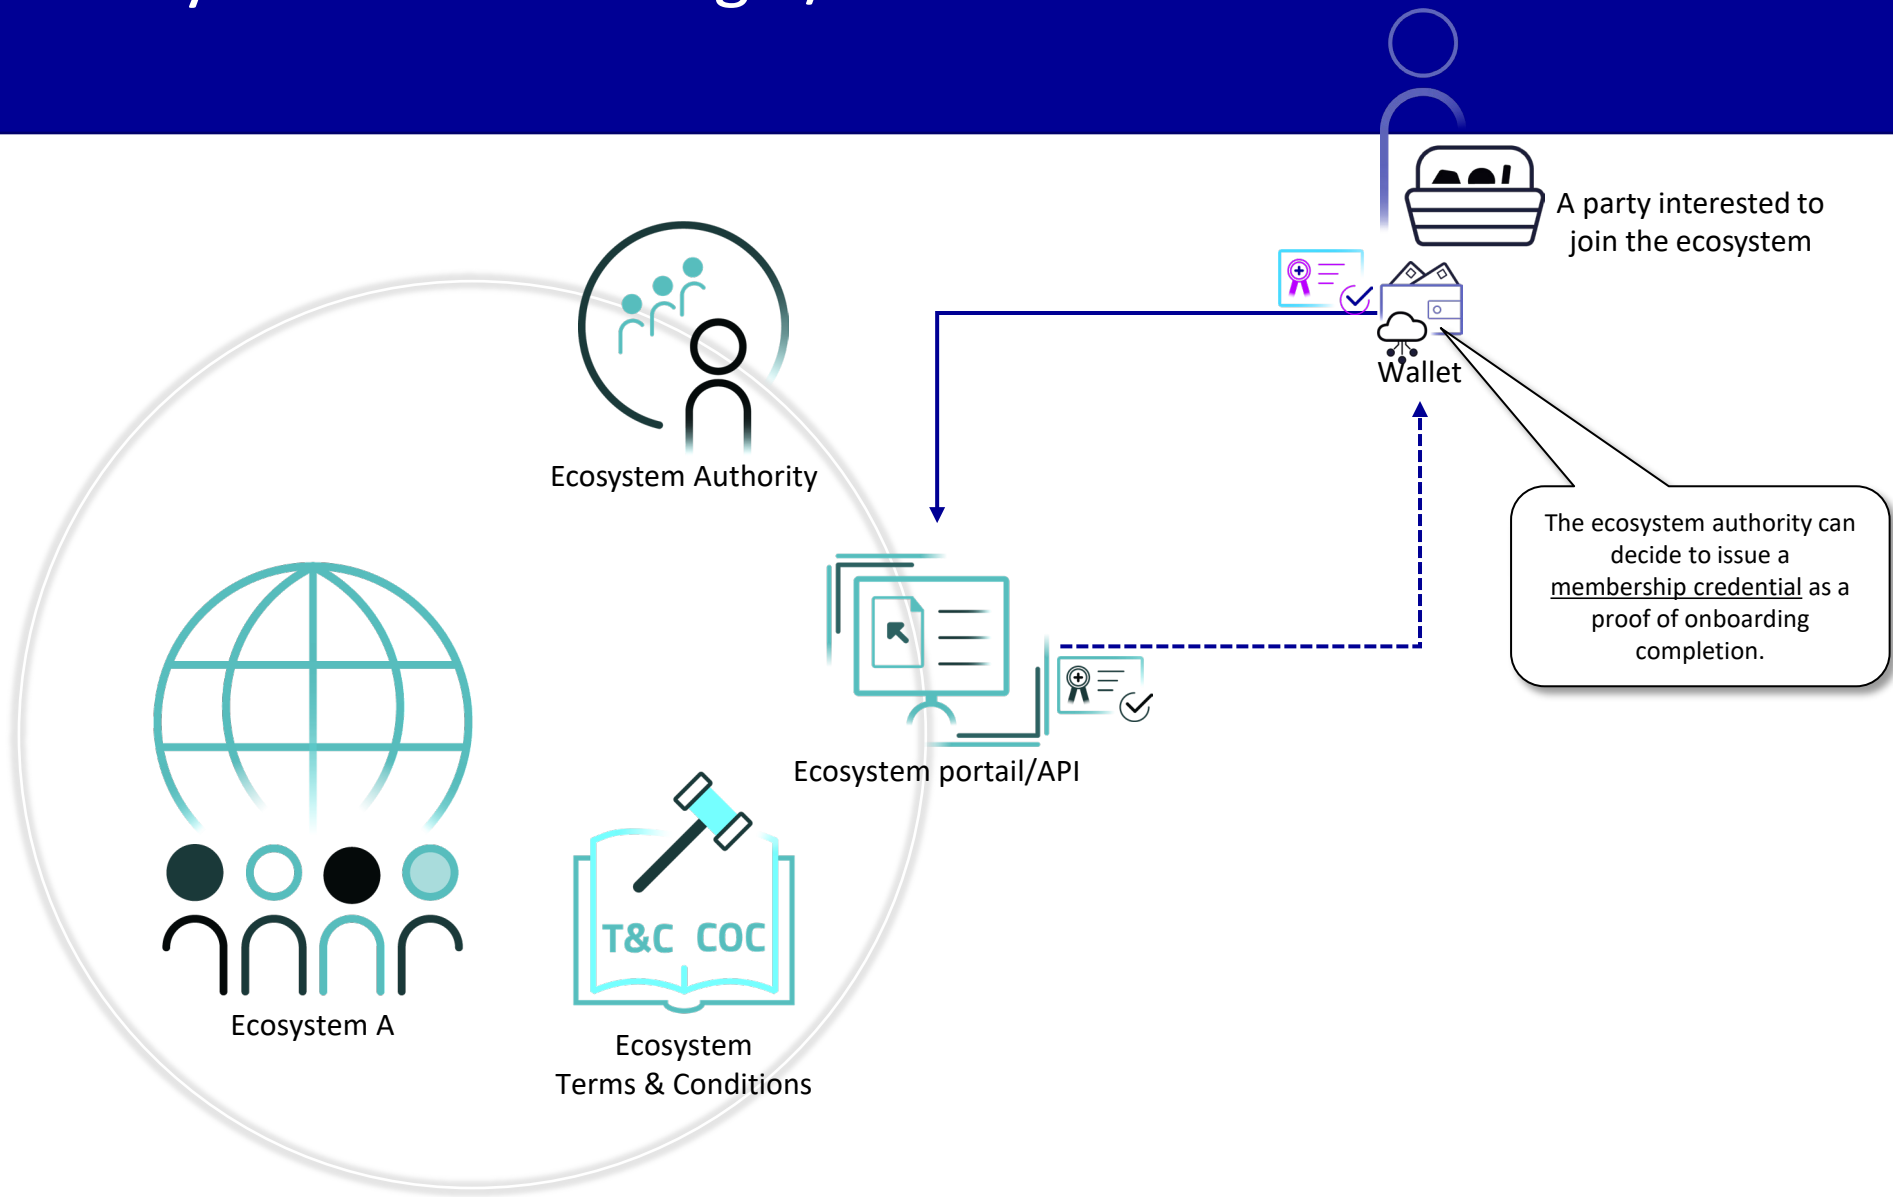 A party interested to
join the ecosystem
Wallet
Ecosystem Authority
The ecosystem authority can
decide to issue a
membership credential as a
proof of onboarding
completion.
Ecosystem portail/API
T&C COC
Ecosystem A
Ecosystem
Terms & Conditions